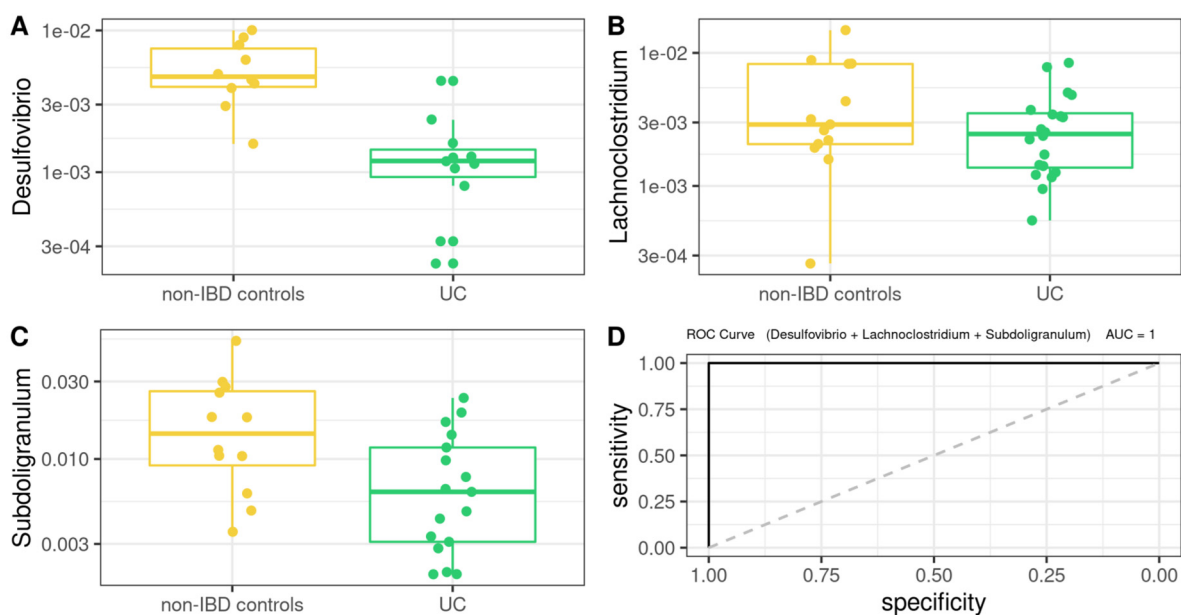 A
Desulfovibrio
1e-02
3e-03
1e-03
3e-04
non-IBD controls
UC
B
Lachnoclostridium
1e-02
3e-03
1e-03
3e-04
non-IBD controls
UC
C
Subdoligranulum
0.030
0.010
0.003
non-IBD controls
UC
D
ROC Curve (Desulfovibrio + Lachnoclostridium + Subdoligranulum) AUC = 1
sensitivity
1.00
0.75
0.50
0.25
0.00
1.00 0.75 0.50 0.25 0.00
specificity